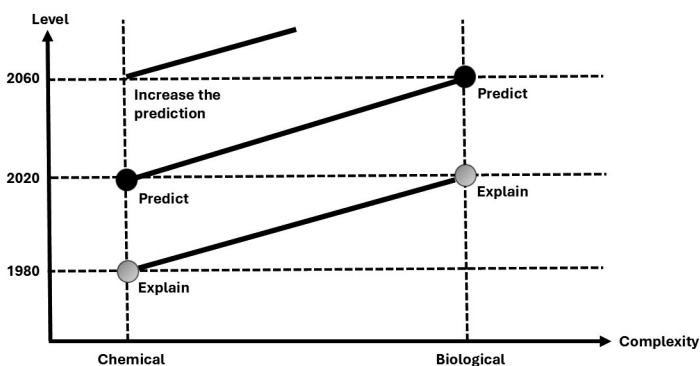 Level
2060
Increase the
prediction
Predict
2020
Predict
Explain
1980
Explain
Complexity
Chemical
Biological